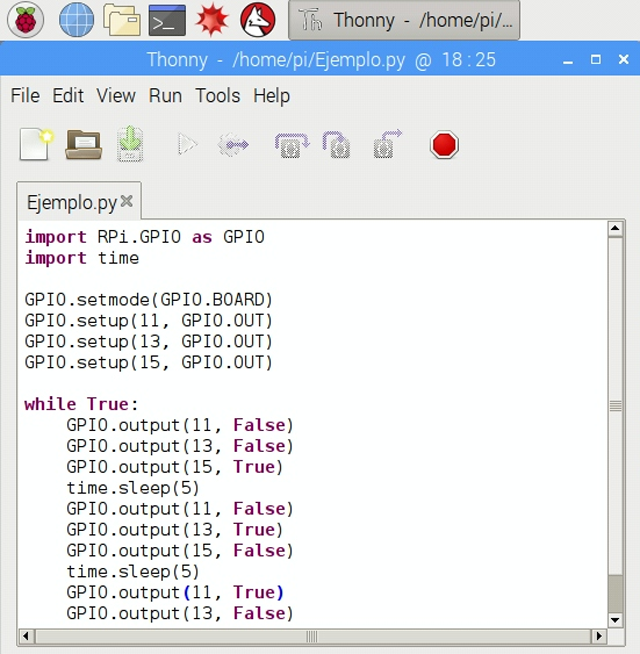 Thonny - /home/pi/...
Thonny - /home/pi/Ejemplo.py @ 18:25
File Edit View Run Tools Help
Ejemplo.py
import RPi.GPIO as GPIO
import time
GPIO.setmode(GPIO.BOARD)
GPIO.setup(11, GPIO.OUT)
GPIO.setup(13, GPIO.OUT)
GPIO.setup(15, GPIO.OUT)
while True:
    GPIO.output(11, False)
    GPIO.output(13, False)
    GPIO.output(15, True)
    time.sleep(5)
    GPIO.output(11, False)
    GPIO.output(13, True)
    GPIO.output(15, False)
    time.sleep(5)
    GPIO.output(11, True)
    GPIO.output(13, False)